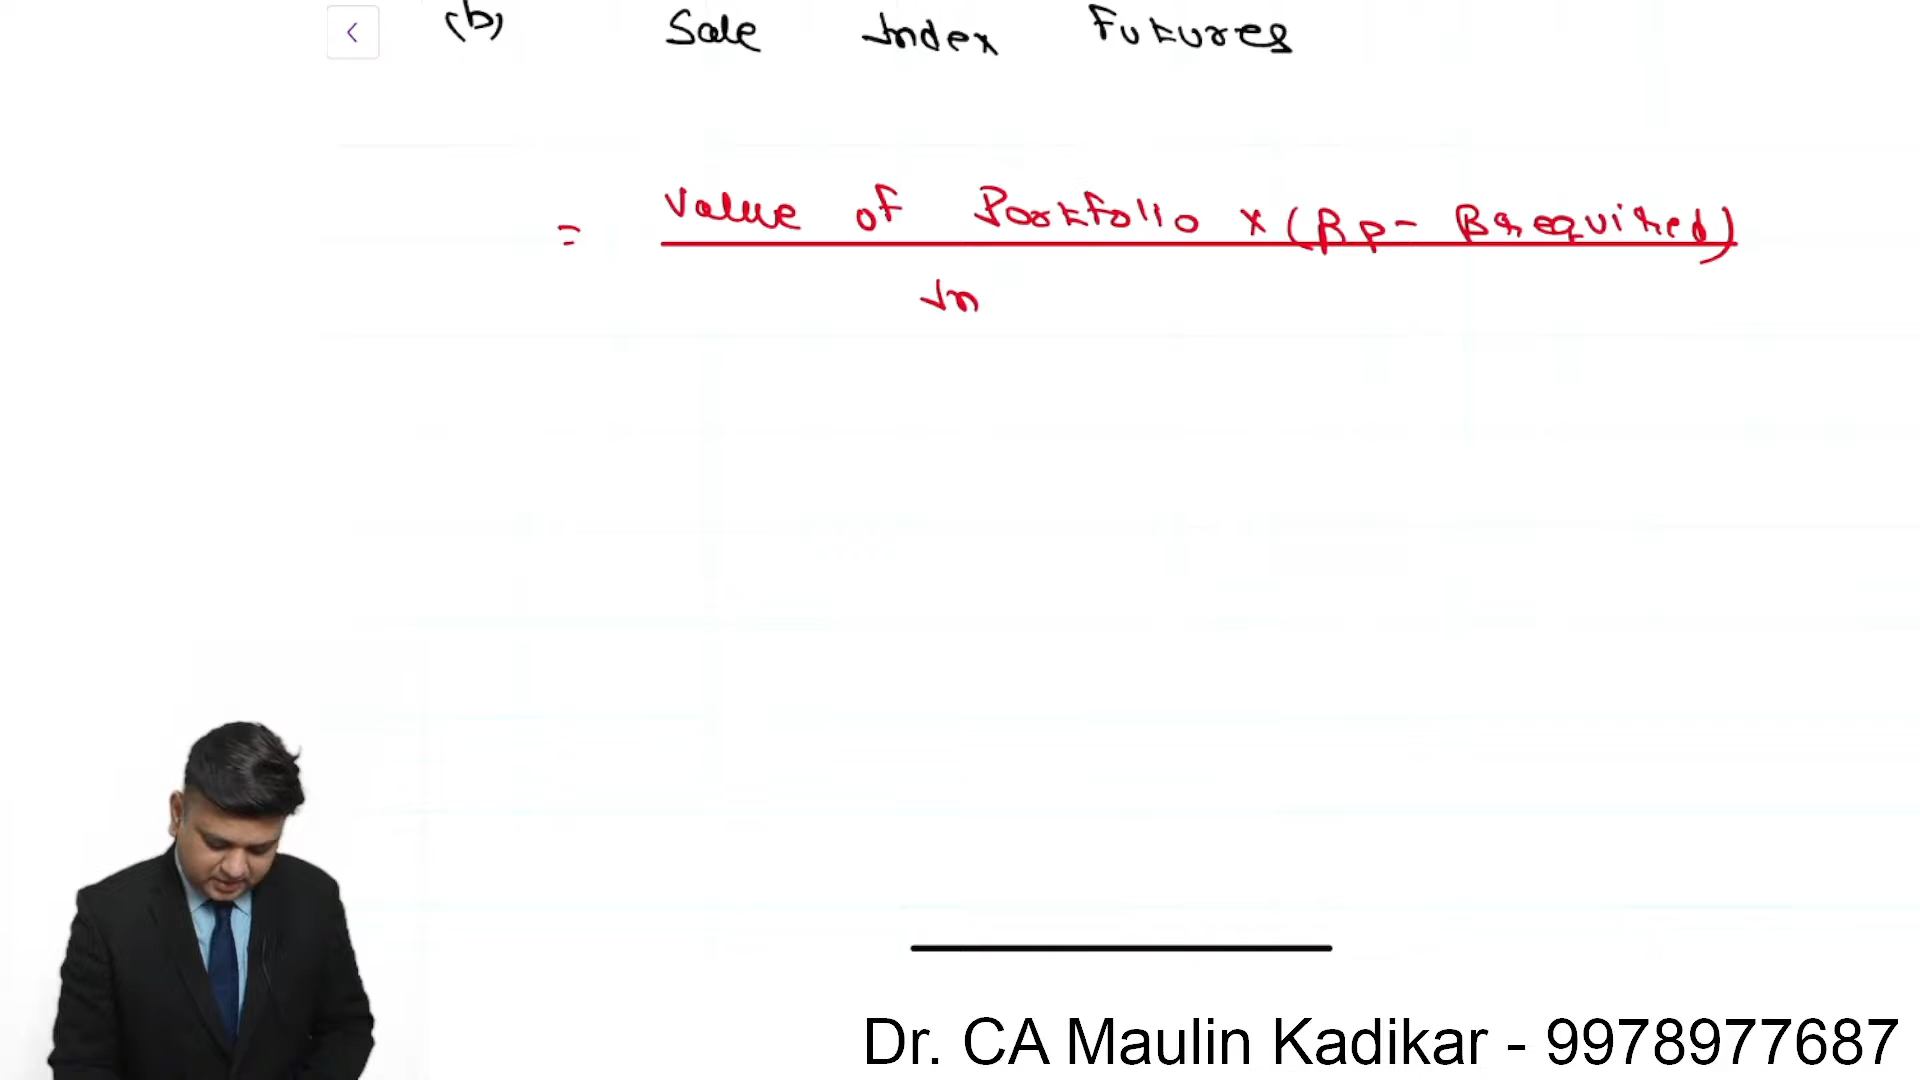 (b) Sale Index Futures
= Value of Portfolio × (βp - βrequired)
In
Dr. CA Maulin Kadikar - 9978977687